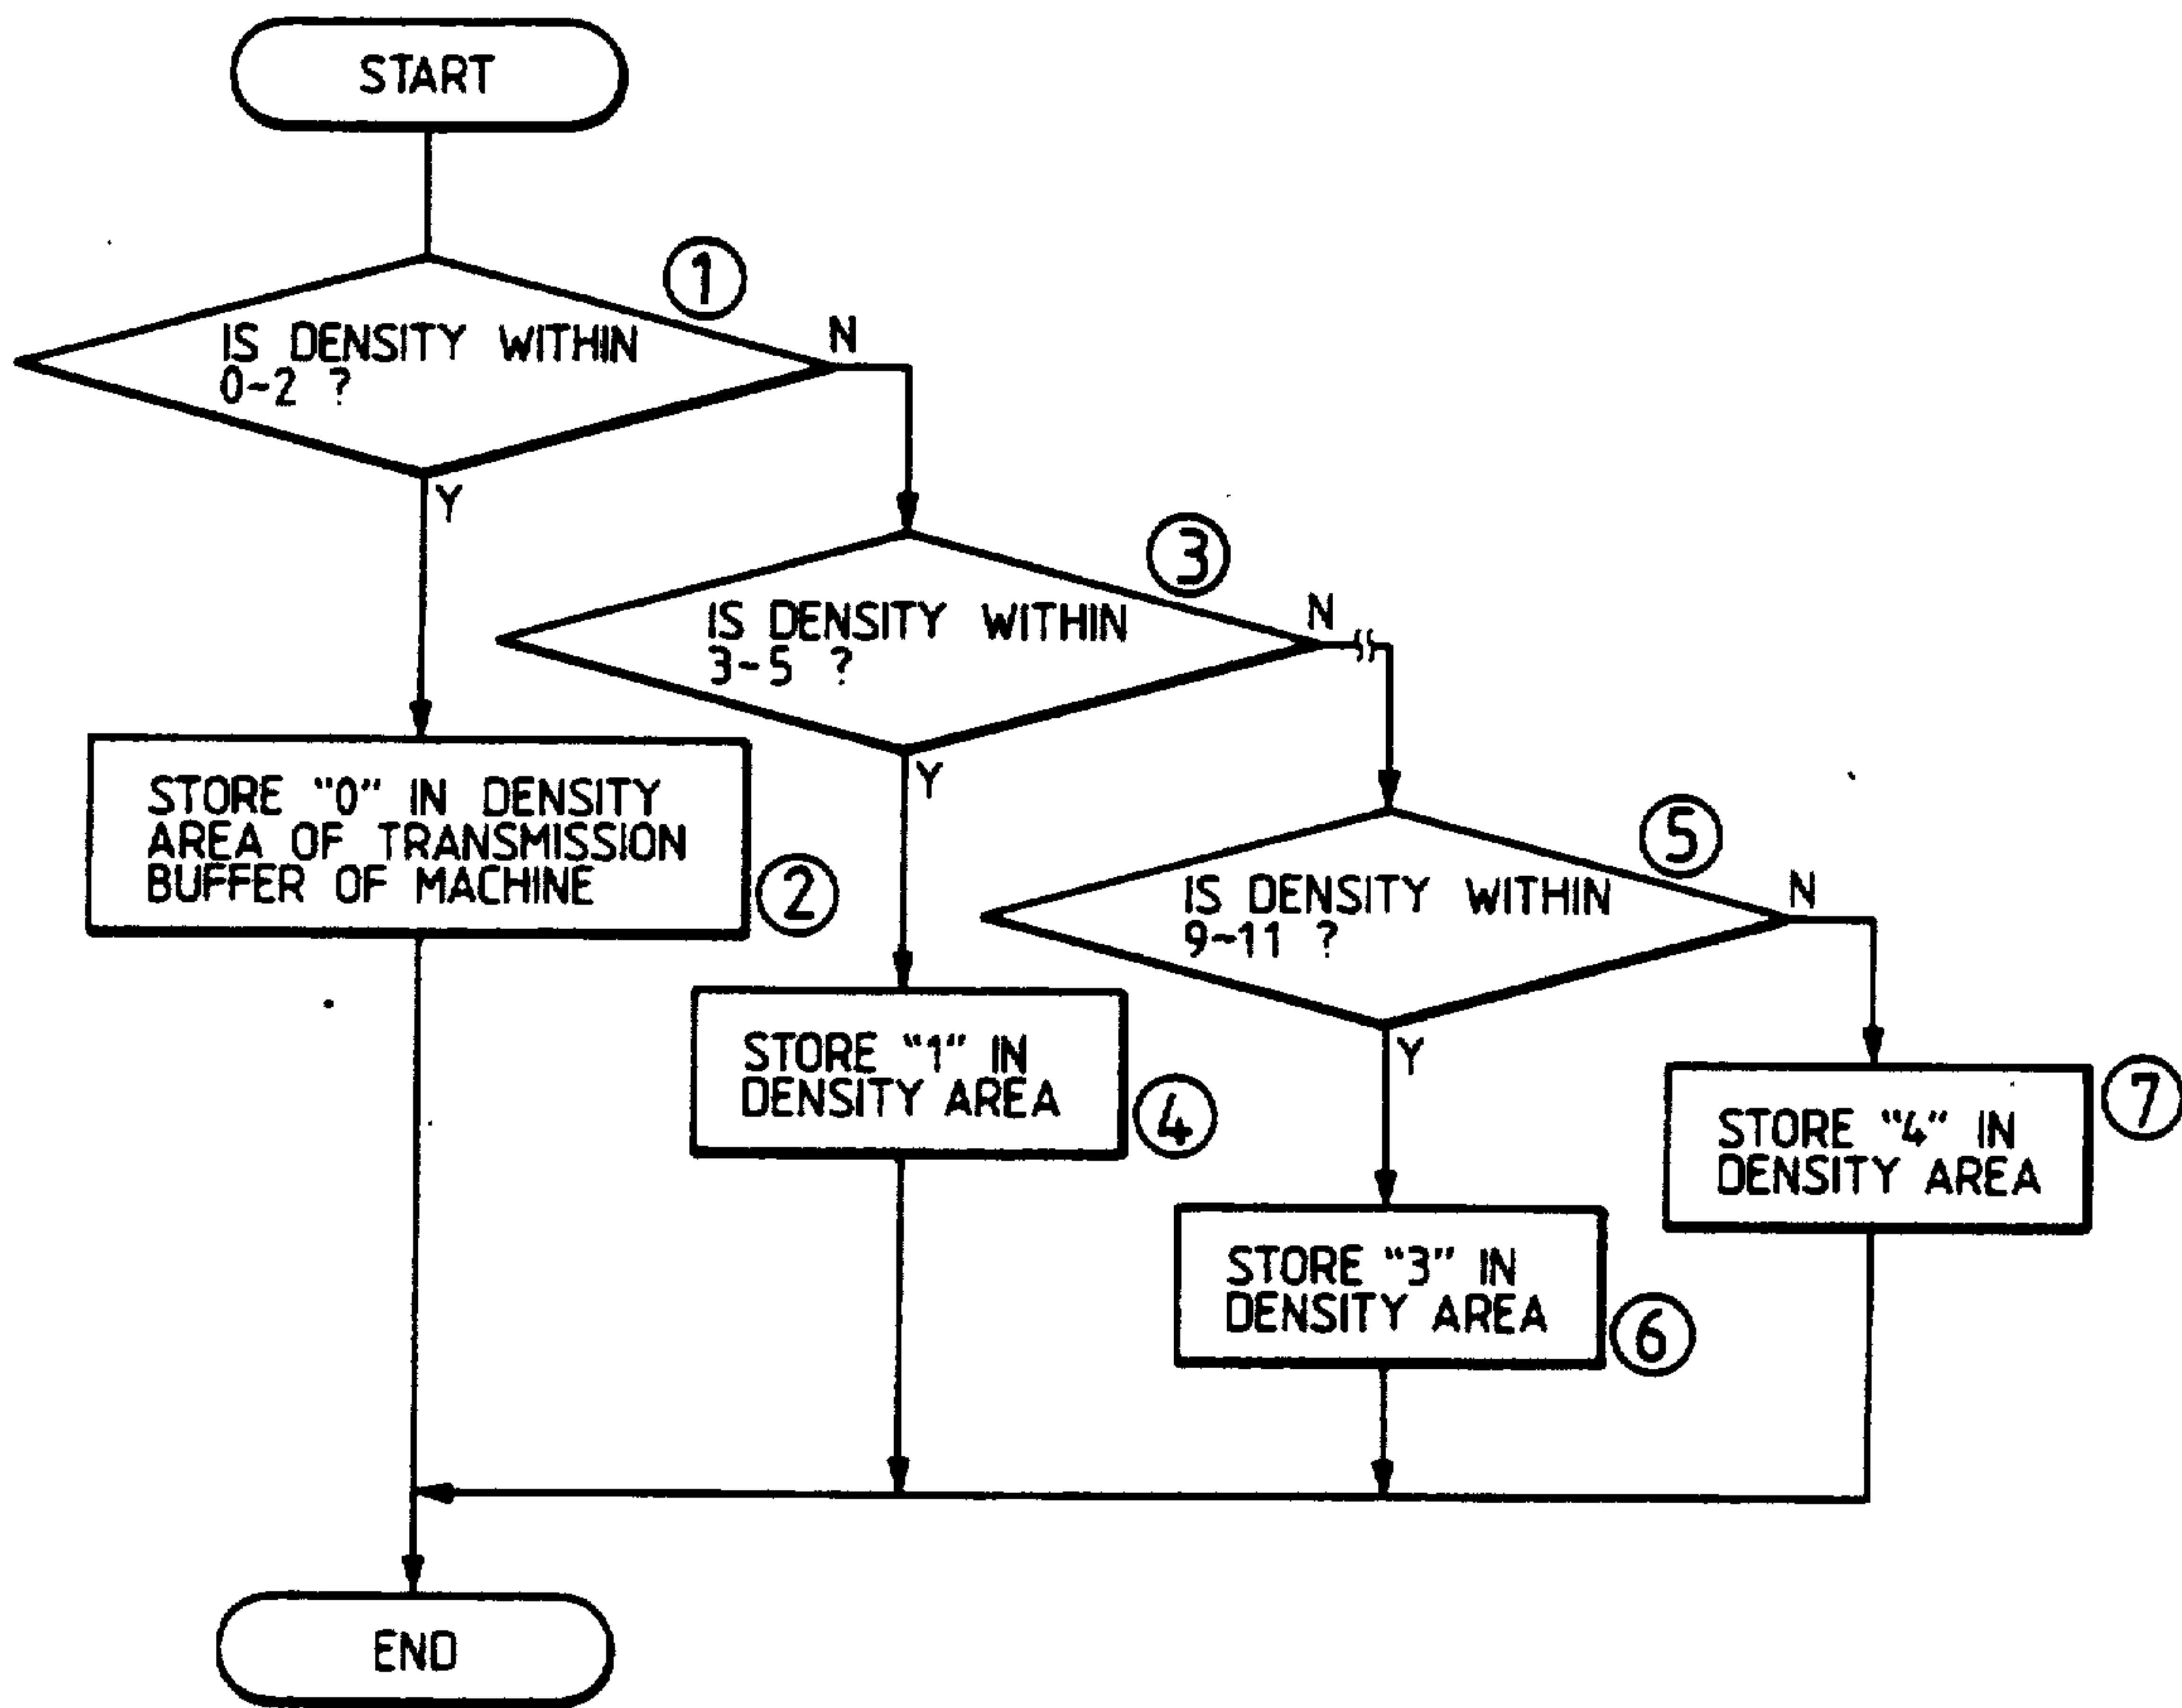 START
①
IS DENSITY WITHIN
0-2 ?
N
Y
③
IS DENSITY WITHIN
3-5 ?
N
Y
STORE "0" IN DENSITY
AREA OF TRANSMISSION
BUFFER OF MACHINE
②
⑤
IS DENSITY WITHIN
9-11 ?
N
Y
STORE "1" IN
DENSITY AREA
④
STORE "4" IN
DENSITY AREA
⑦
STORE "3" IN
DENSITY AREA
⑥
END